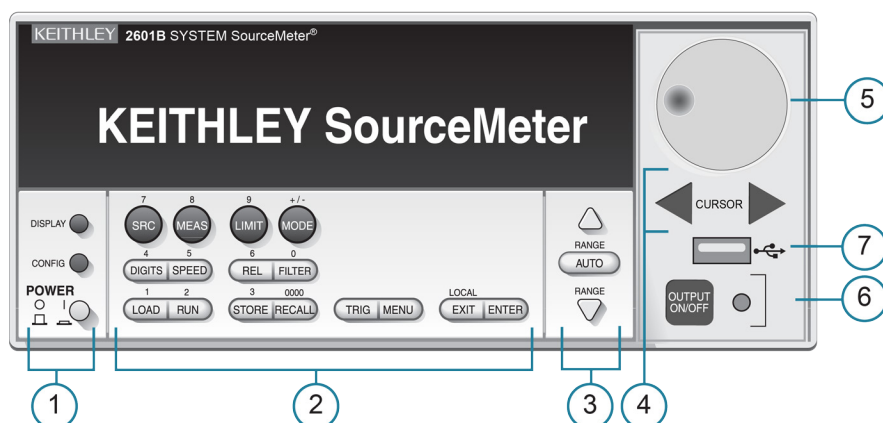 KEITHLEY 2601B SYSTEM SourceMeter®
KEITHLEY SourceMeter
DISPLAY
CONFIG
POWER
7 8 9 +/-
SRC MEAS LIMIT MODE
4 5 6 0
DIGITS SPEED REL FILTER
1 2 3 0000 LOCAL
LOAD RUN STORE RECALL TRIG MENU EXIT ENTER
RANGE
AUTO
RANGE
CURSOR
OUTPUT
ON/OFF
1
2
3
4
5
7
6